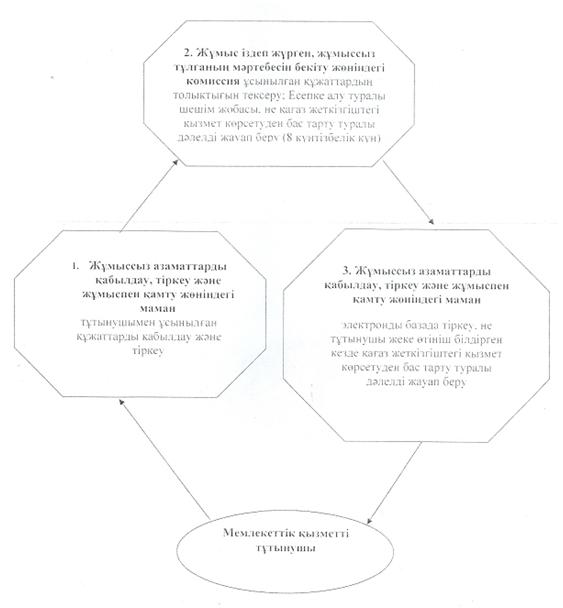 2. Жұмыс іздеп жүрген, жұмыссыз
тұлғаның мәртебесін бекіту жөніндегі
комиссия ұсынылған құжаттардың
толықтығын тексеру; Есепке алу туралы
шешім жобасы, не қағаз жеткізгіштегі
қызмет көрсетуден бас тарту туралы
дәлелді жауап беру (8 күнтізбелік күн)
1. Жұмыссыз азаматтарды
қабылдау, тіркеу және
жұмыспен қамту жөніндегі
маман
тұтынушымен ұсынылған
құжаттарды қабылдау және
тіркеу
3. Жұмыссыз азаматтарды
қабылдау, тіркеу және жұмыспен
қамту жөніндегі маман
электронды базада тіркеу, не
тұтынушы жеке өтініш білдірген
кезде қағаз жеткізгіштегі қызмет
көрсетуден бас тарту туралы
дәлелді жауап беру
Мемлекеттік қызметті
тұтынушы